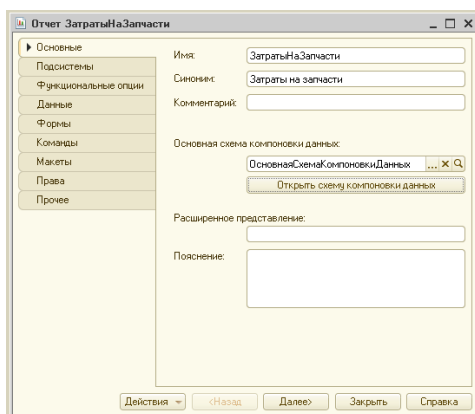 Отчет ЗатратыНаЗапчасти
Основные
Подсистемы
Функциональные опции
Данные
Формы
Команды
Макеты
Права
Прочее
Имя: ЗатратыНаЗапчасти
Синоним: Затраты на запчасти
Комментарий:
Основная схема компоновки данных:
ОсновнаяСхемаКомпоновкиДанных ...
Открыть схему компоновки данных
Расширенное представление:
Пояснение:
Действия <Назад Далее> Закрыть Справка